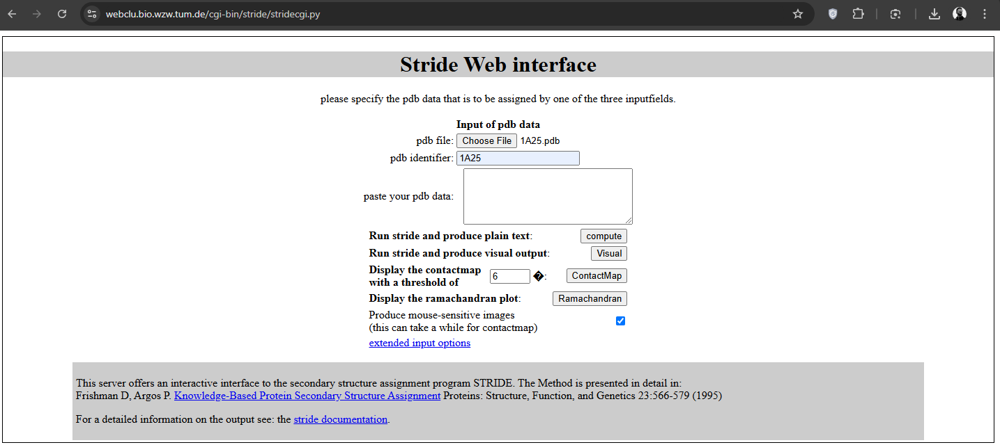 webclu.bio.wzw.tum.de/cgi-bin/stride/stridecgi.py
Stride Web interface
please specify the pdb data that is to be assigned by one of the three inputfields.
Input of pdb data
pdb file: Choose File 1A25.pdb
pdb identifier: 1A25
paste your pdb data:
Run stride and produce plain text: compute
Run stride and produce visual output: Visual
Display the contactmap
with a threshold of 6 �: ContactMap
Display the ramachandran plot: Ramachandran
Produce mouse-sensitive images
(this can take a while for contactmap)
extended input options
This server offers an interactive interface to the secondary structure assignment program STRIDE. The Method is presented in detail in:
Frishman D, Argos P. Knowledge-Based Protein Secondary Structure Assignment Proteins: Structure, Function, and Genetics 23:566-579 (1995)
For a detailed information on the output see: the stride documentation.